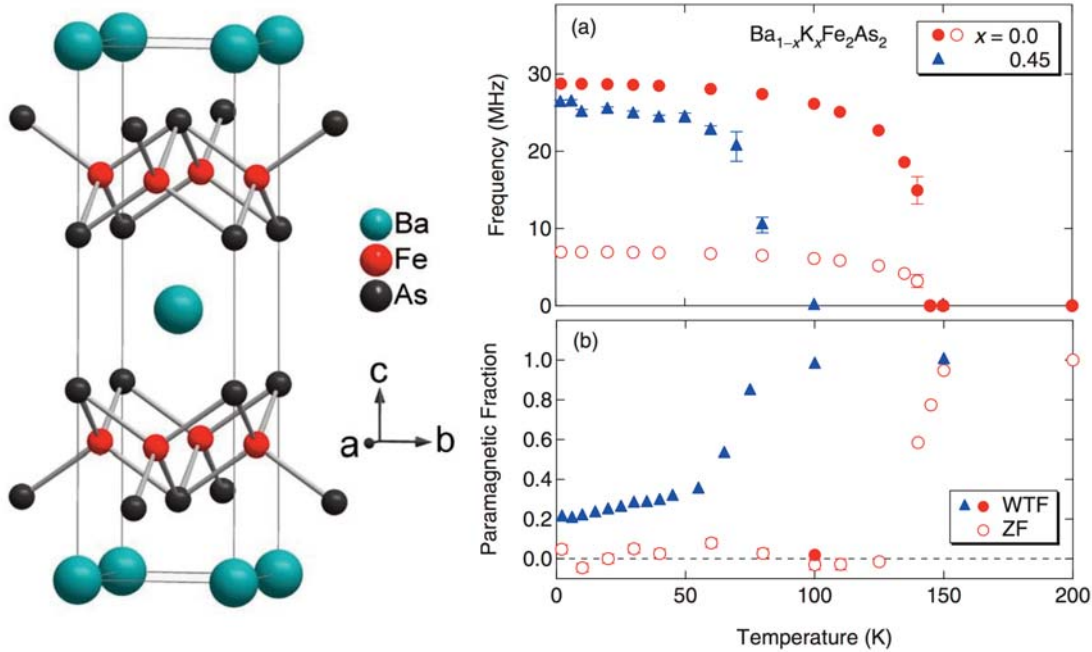 Ba
Fe
As
c
a
b
(a)
Ba1-xKxFe2As2
x = 0.0
0.45
Frequency (MHz)
30
20
10
0
(b)
Paramagnetic Fraction
1.0
0.8
0.6
0.4
0.2
0.0
WTF
ZF
0
50
100
150
200
Temperature (K)